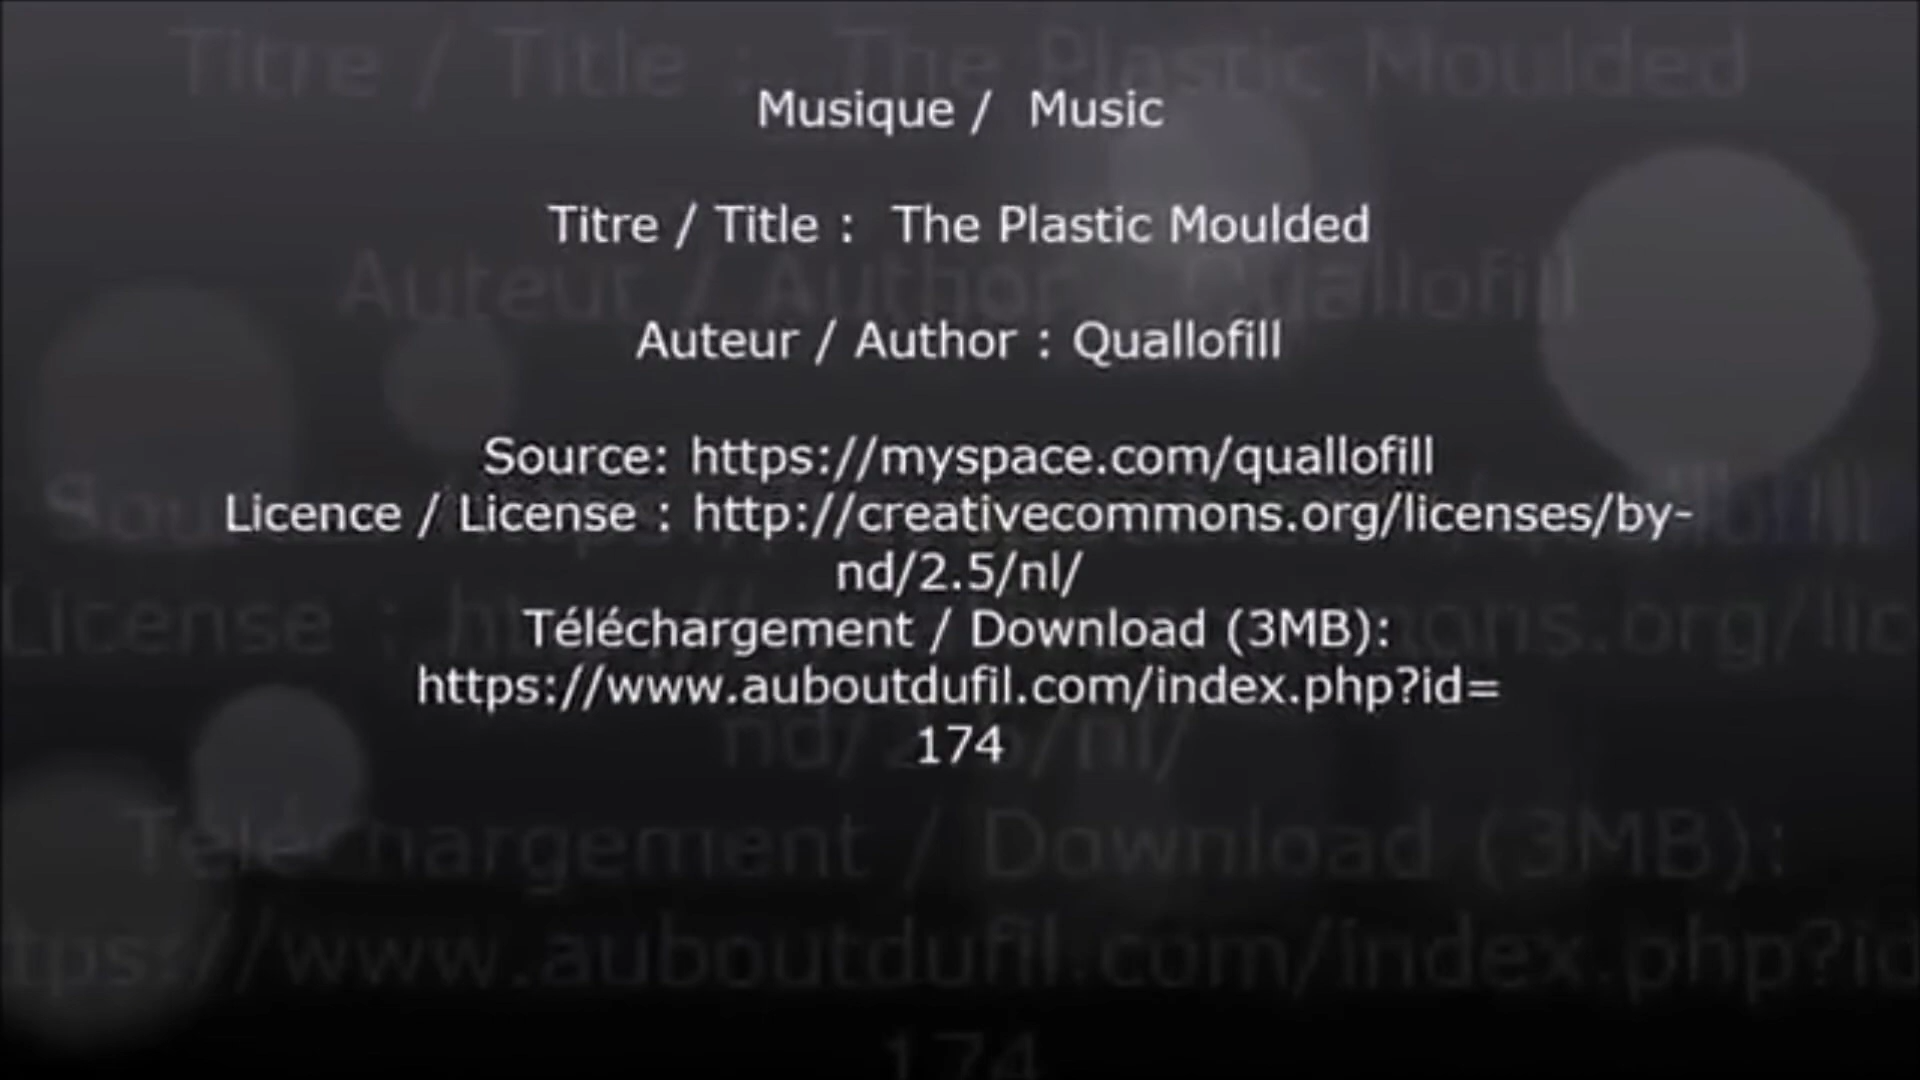 Musique /  Music
Titre / Title :  The Plastic Moulded
Auteur / Author : Quallofill
Source: https://myspace.com/quallofill
Licence / License : http://creativecommons.org/licenses/by-
nd/2.5/nl/
Téléchargement / Download (3MB):
https://www.auboutdufil.com/index.php?id=
174